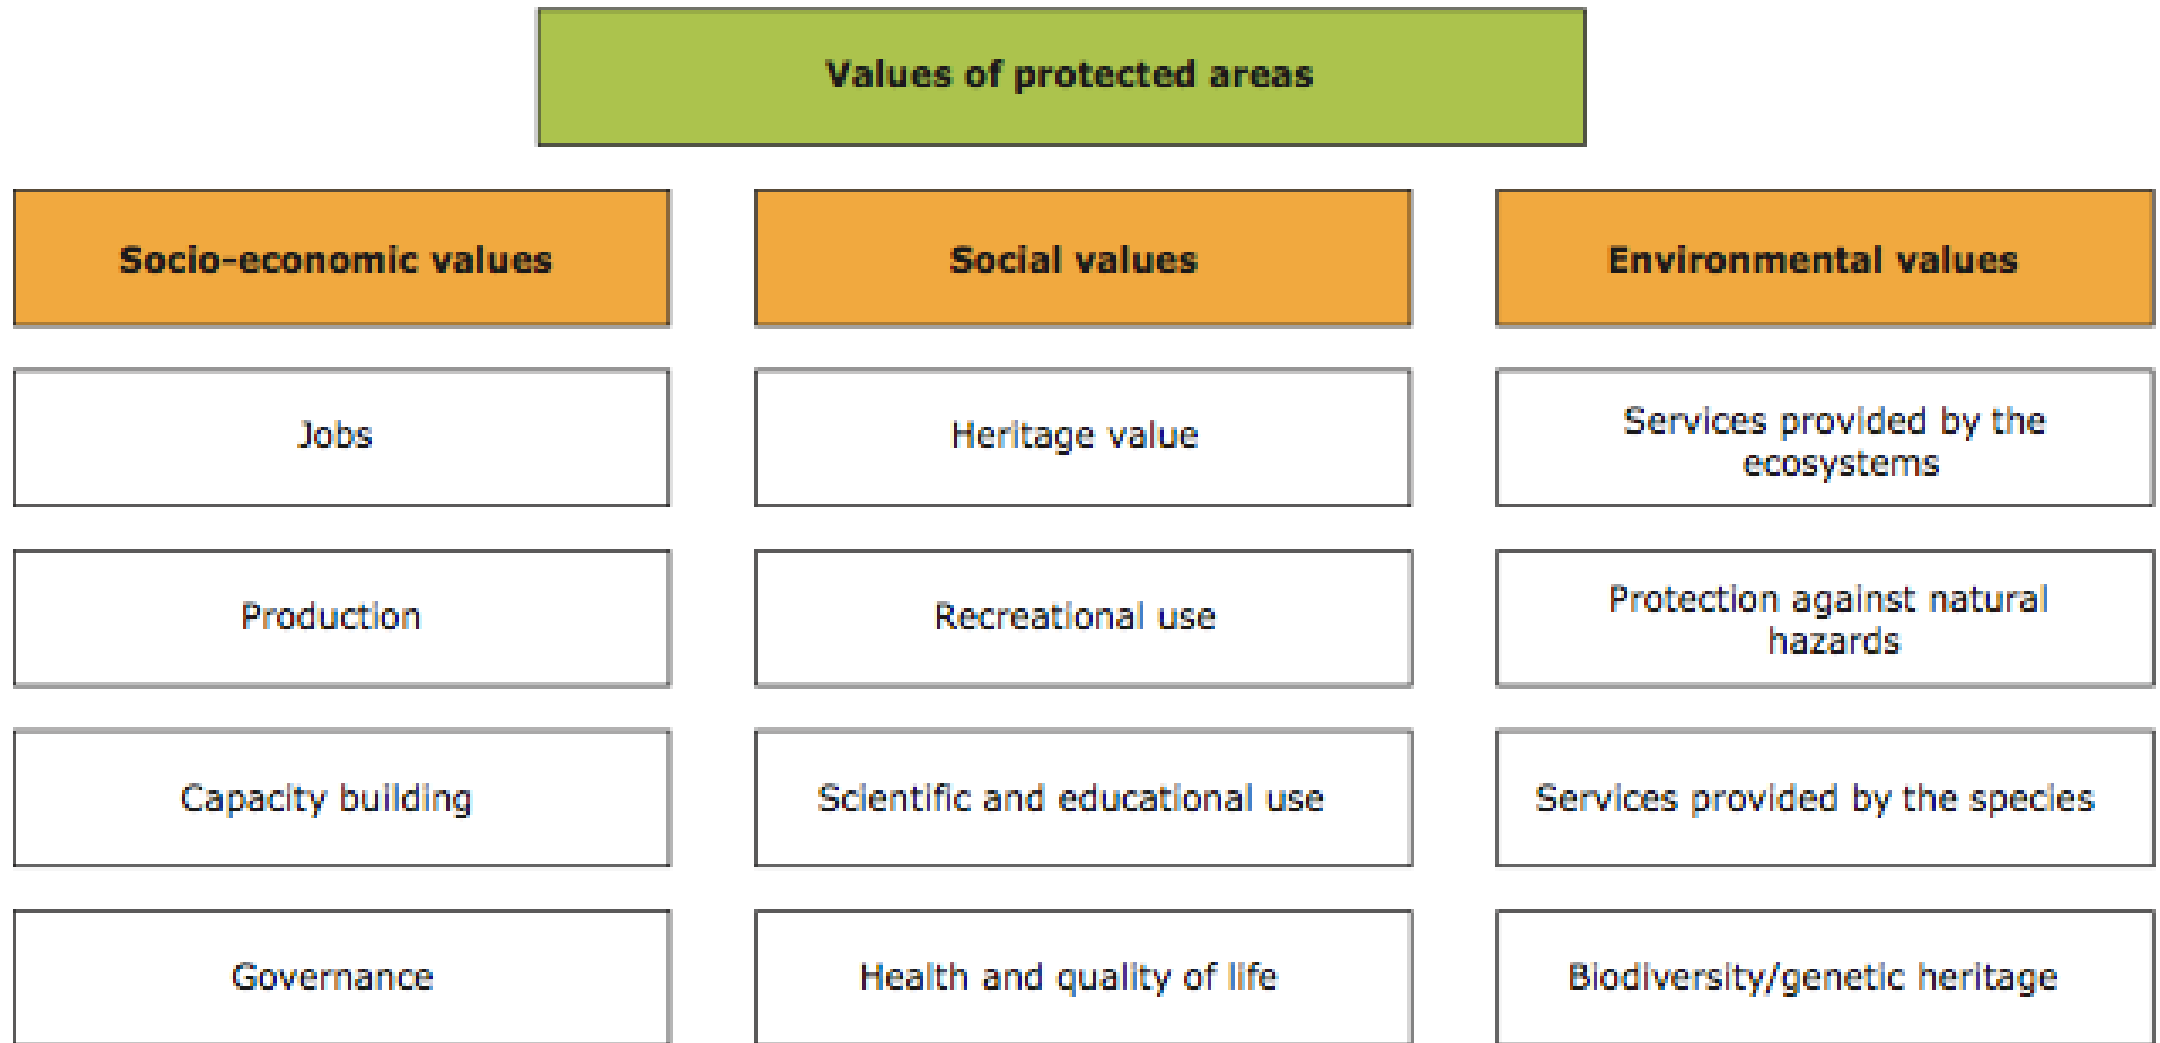 Values of protected areas
Socio-economic values
Social values
Environmental values
Jobs
Heritage value
Services provided by the
ecosystems
Production
Recreational use
Protection against natural
hazards
Capacity building
Scientific and educational use
Services provided by the species
Governance
Health and quality of life
Biodiversity/genetic heritage